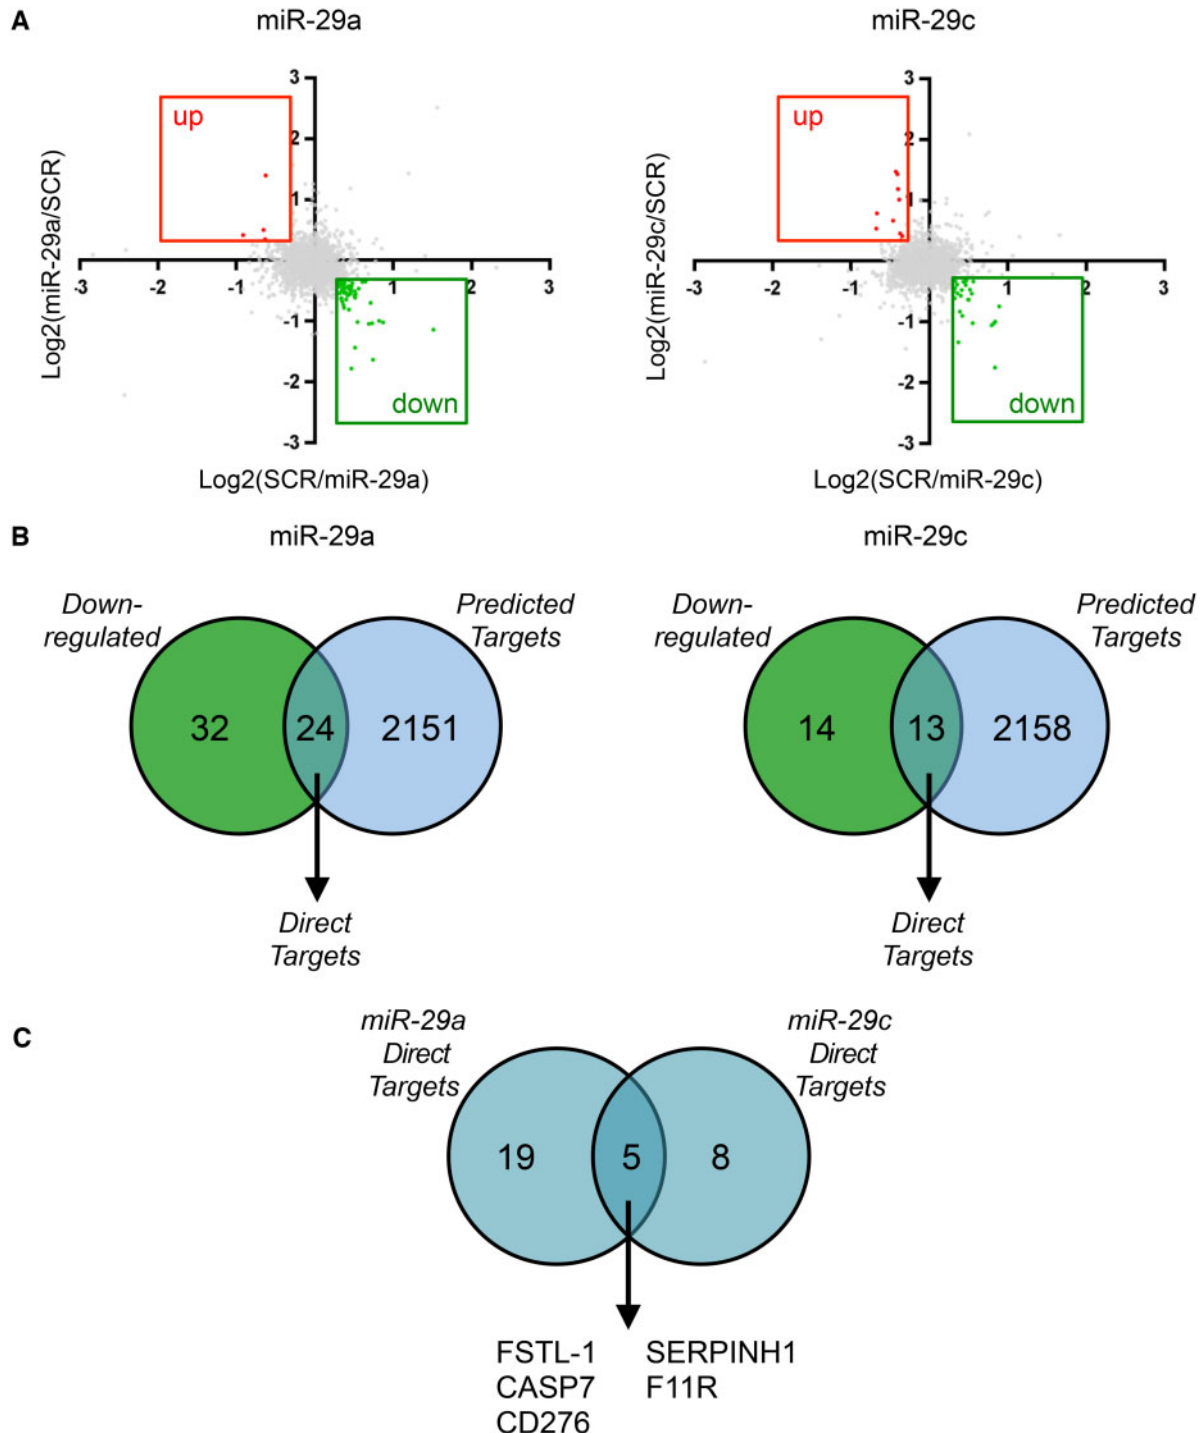 A
miR-29a
miR-29c
3
2
1
-1
-2
-3
-3
-2
-1
1
2
3
up
down
Log2(miR-29a/SCR)
Log2(SCR/miR-29a)
3
2
1
-1
-2
-3
-3
-2
-1
1
2
3
up
down
Log2(miR-29c/SCR)
Log2(SCR/miR-29c)
B
miR-29a
miR-29c
Down-
regulated
Predicted
Targets
32
24
2151
Direct
Targets
Down-
regulated
Predicted
Targets
14
13
2158
Direct
Targets
C
miR-29a
Direct
Targets
miR-29c
Direct
Targets
19
5
8
FSTL-1
CASP7
CD276
SERPINH1
F11R